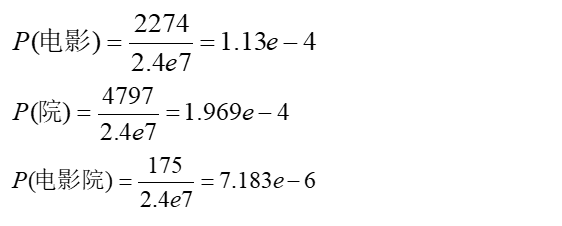 P(电影) = 2274 / 2.4e7 = 1.13e − 4
P(院) = 4797 / 2.4e7 = 1.969e − 4
P(电影院) = 175 / 2.4e7 = 7.183e − 6